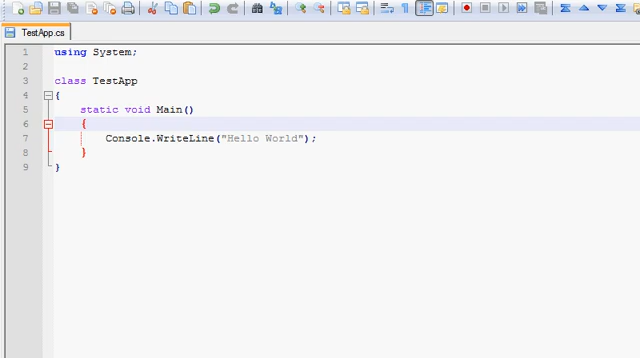 TestApp.cs
1 using System;
2
3 class TestApp
4 {
5 static void Main()
6 {
7 Console.WriteLine("Hello World");
8 }
9 }